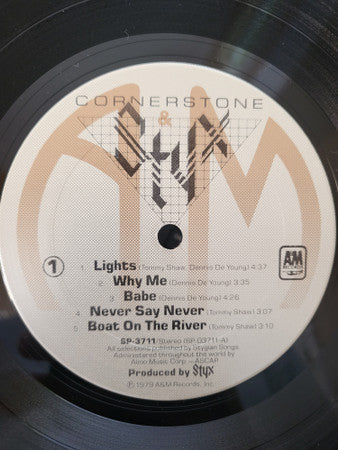 CORNERSTONE
A&M
Styx
A&M
RECORDS
1
1. Lights (Tommy Shaw, Dennis De Young) 4:37
2. Why Me (Dennis De Young) 3:35
3. Babe (Dennis De Young) 4:26
4. Never Say Never (Tommy Shaw) 3:07
5. Boat On The River (Tommy Shaw) 3:10
SP-3711/Stereo (SP 03711-A)
All selections published by Stygian Songs
Administered throughout the world by
Almo Music Corp.—ASCAP
Produced by Styx
℗ 1979 A&M Records, Inc.